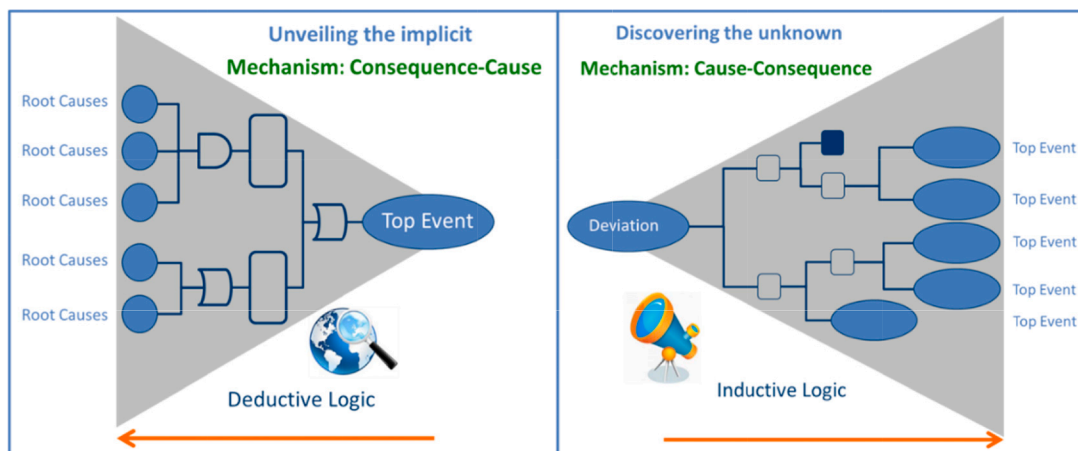 Unveiling the implicit
Mechanism: Consequence-Cause
Root Causes
Root Causes
Root Causes
Root Causes
Root Causes
Top Event
Deductive Logic
Discovering the unknown
Mechanism: Cause-Consequence
Deviation
Top Event
Top Event
Top Event
Top Event
Top Event
Inductive Logic